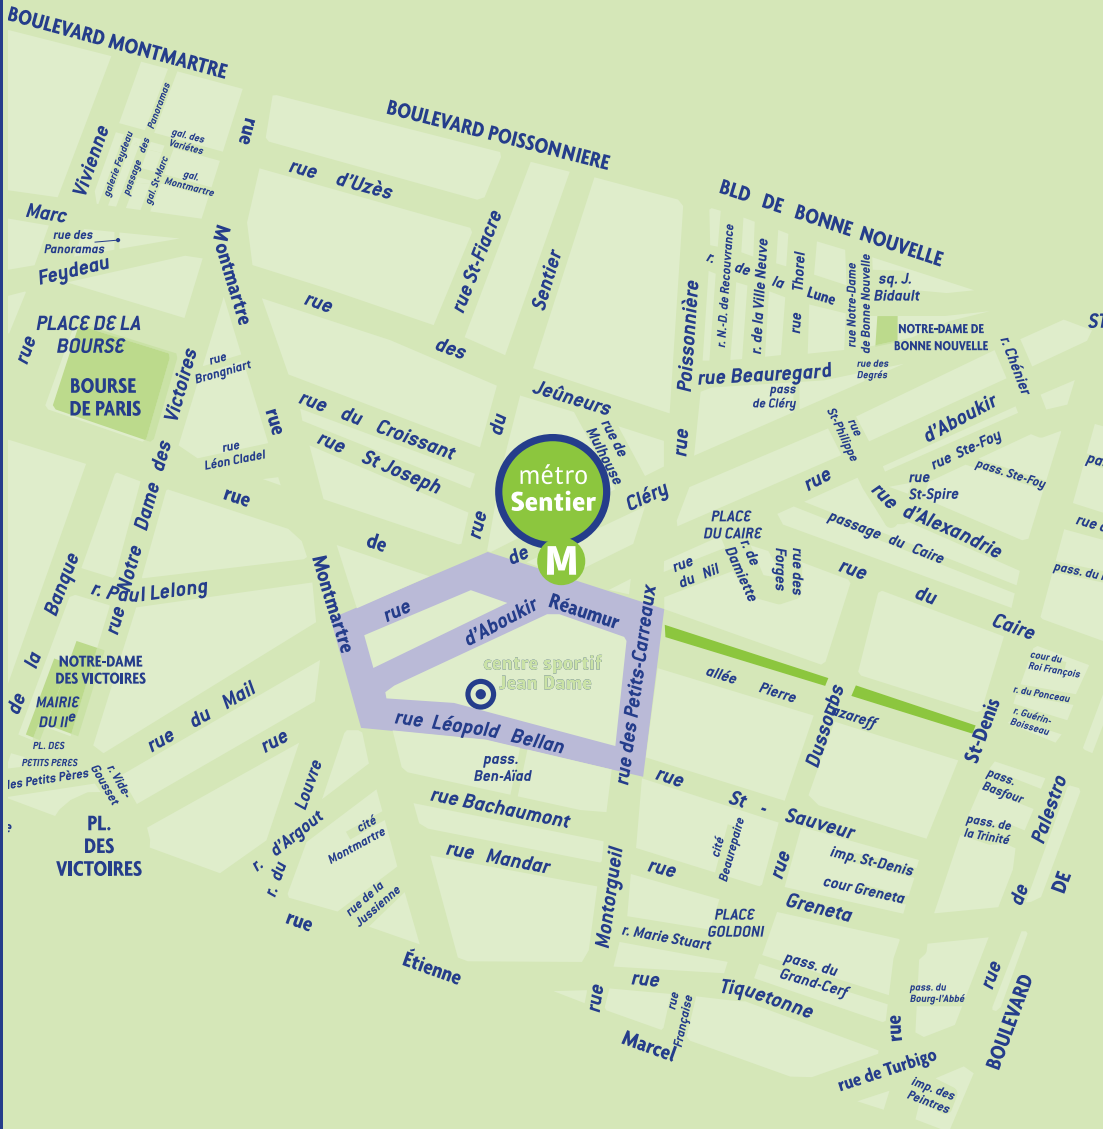 BOULEVARD MONTMARTRE
BOULEVARD POISSONNIERE
BLD DE BONNE NOUVELLE
Vivienne
galerie Feydeau
passage des Panoramas
gal. St-Marc
gal. des
Variétes
gal.
Montmartre
rue
Montmartre
rue d'Uzès
rue St-Fiacre
Sentier
Marc
rue des
Panoramas
Feydeau
PLACE DE LA
BOURSE
rue
BOURSE
DE PARIS
Victoires
rue
Brongniart
rue
Léon Cladel
rue
des
Jeûneurs
rue du Croissant
rue St Joseph
rue
du
rue de
Mulhouse
métro
Sentier
M
Cléry
Poissonnière
rue
r. de la Lune
r. N.-D. de Recouvrance
r. de la Ville Neuve
rue Thorel
rue Notre-Dame
de Bonne Nouvelle
sq. J.
Bidault
NOTRE-DAME DE
BONNE NOUVELLE
rue Beauregard
pass
de Cléry
rue des
Degrés
r. Chénier
ST
rue
St-Philippe
d'Aboukir
rue
rue Ste-Foy
pass. Ste-Foy
pa
rue
St-Spire
rue d'Alexandrie
rue
passage du Caire
pass. du
PLACE
DU CAIRE
rue
du Nil
r. de
Damiette
rue des
Forges
rue
du
Caire
rue
de
rue
de
Réaumur
Dame des
rue Notre
r. Paul Lelong
Banque
la
de
NOTRE-DAME
DES VICTOIRES
MAIRIE
DU IIe
PL. DES
PETITS PERES
les Petits Pères
r. Vide-
Gousset
PL.
DES
VICTOIRES
rue du Mail
rue
d'Aboukir
Montmartre
rue
centre sportif
Jean Dame
rue Léopold Bellan
rue des Petits-Carreaux
allée Pierre
azareff
Dussoubs
St-Denis
cour du
Roi François
r. du Ponceau
r. Guérin-
Boisseau
pass.
Basfour
pass. de
la Trinité
Palestro
DE
de
rue
BOULEVARD
pass.
Ben-Aïad
rue Bachaumont
rue Mandar
Louvre
r. d'Argout
r. du
cité
Montmartre
rue de la
Jussienne
rue
Étienne
Marcel
Montorgueil
rue
rue
St - Sauveur
cité
Beaurepaire
rue
imp. St-Denis
cour Greneta
rue
Greneta
PLACE
GOLDONI
r. Marie Stuart
rue
Tiquetonne
pass. du
Grand-Cerf
rue
Française
pass. du
Bourg-l'Abbé
rue
rue de Turbigo
imp. des
Peintres